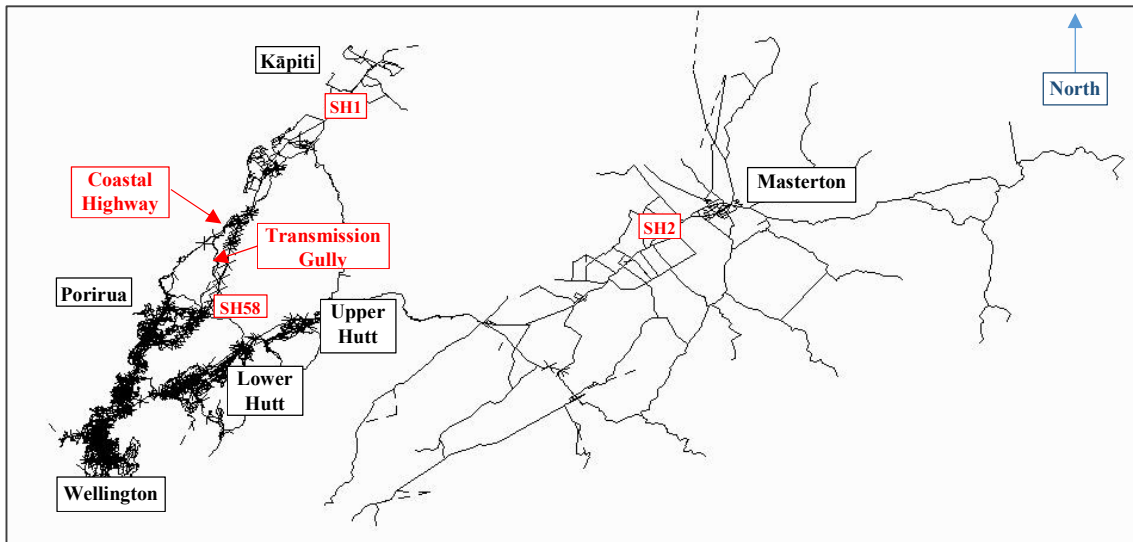 Kāpiti
SH1
North
Coastal
Highway
Masterton
SH2
Transmission
Gully
Porirua
SH58
Upper
Hutt
Lower
Hutt
Wellington